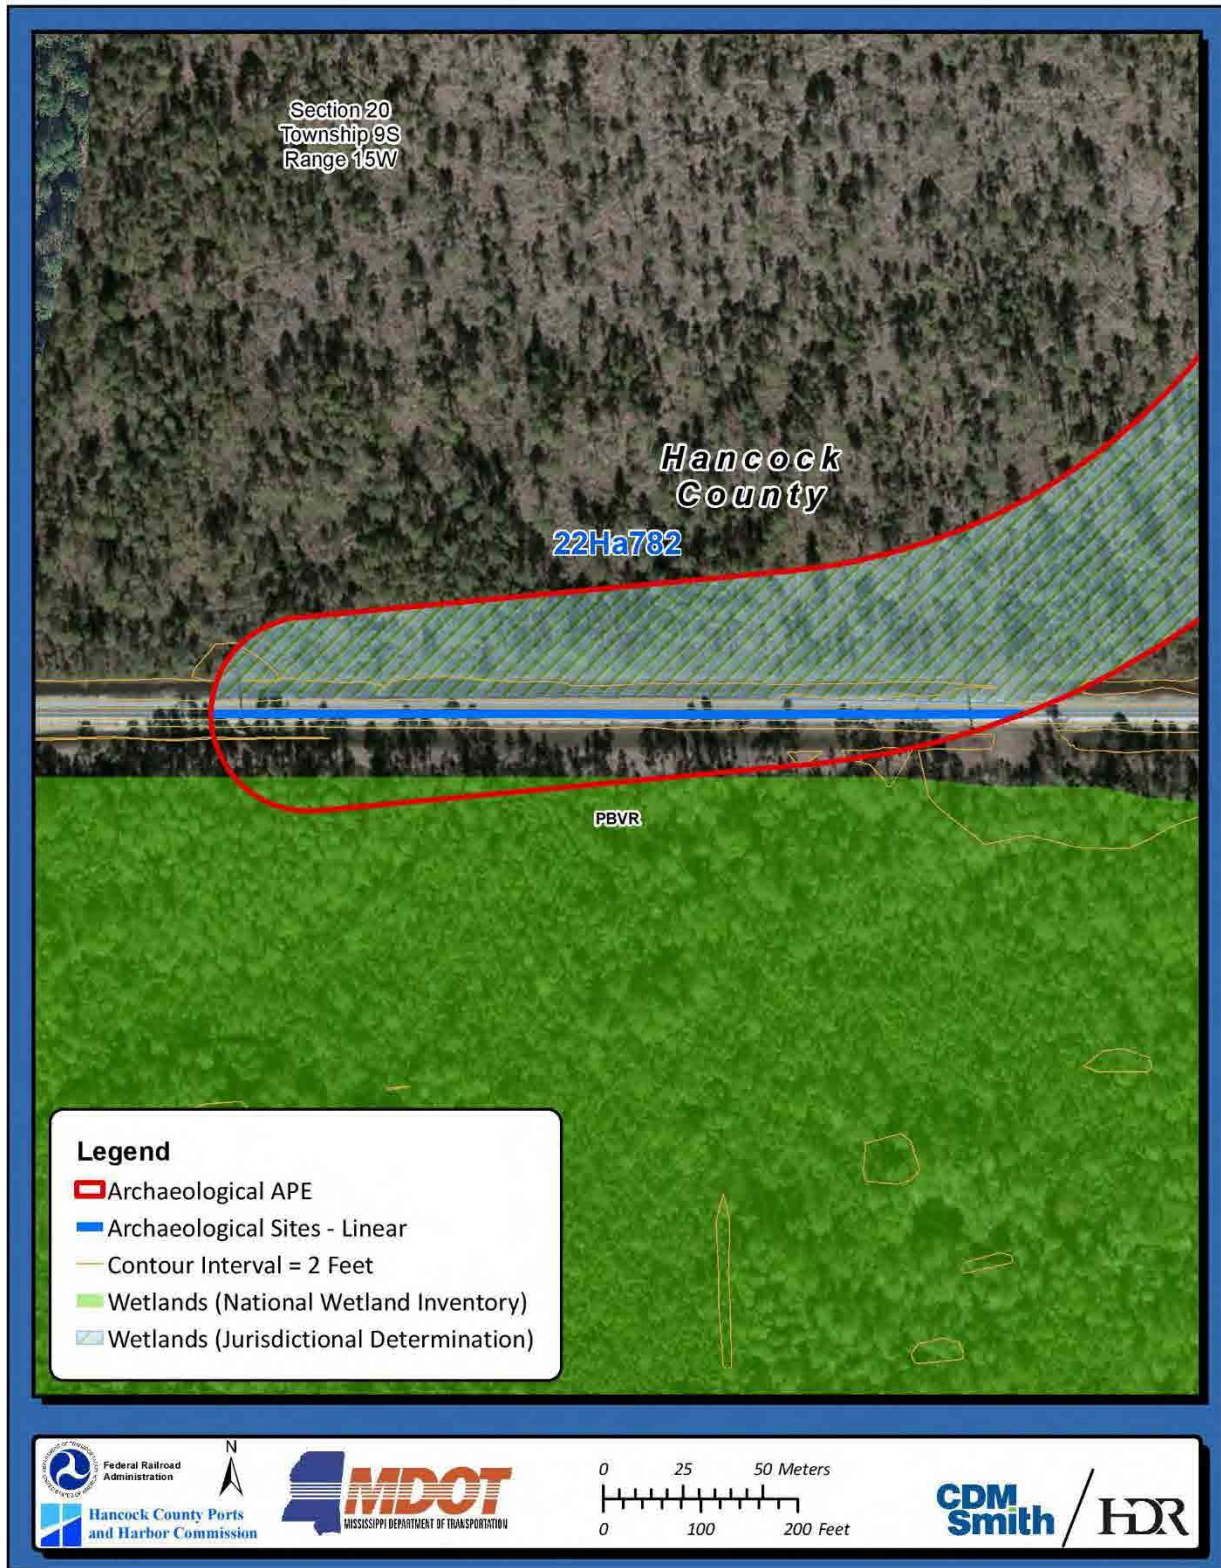 Section 20
Township 9S
Range 15W
Hancock
County
22Ha782
PBVR
Legend
Archaeological APE
Archaeological Sites - Linear
Contour Interval = 2 Feet
Wetlands (National Wetland Inventory)
Wetlands (Jurisdictional Determination)
Federal Railroad
Administration
Hancock County Ports
and Harbor Commission
N
MDOT
MISSISSIPPI DEPARTMENT OF TRANSPORTATION
0 25 50 Meters
0 100 200 Feet
CDM
Smith
HDR